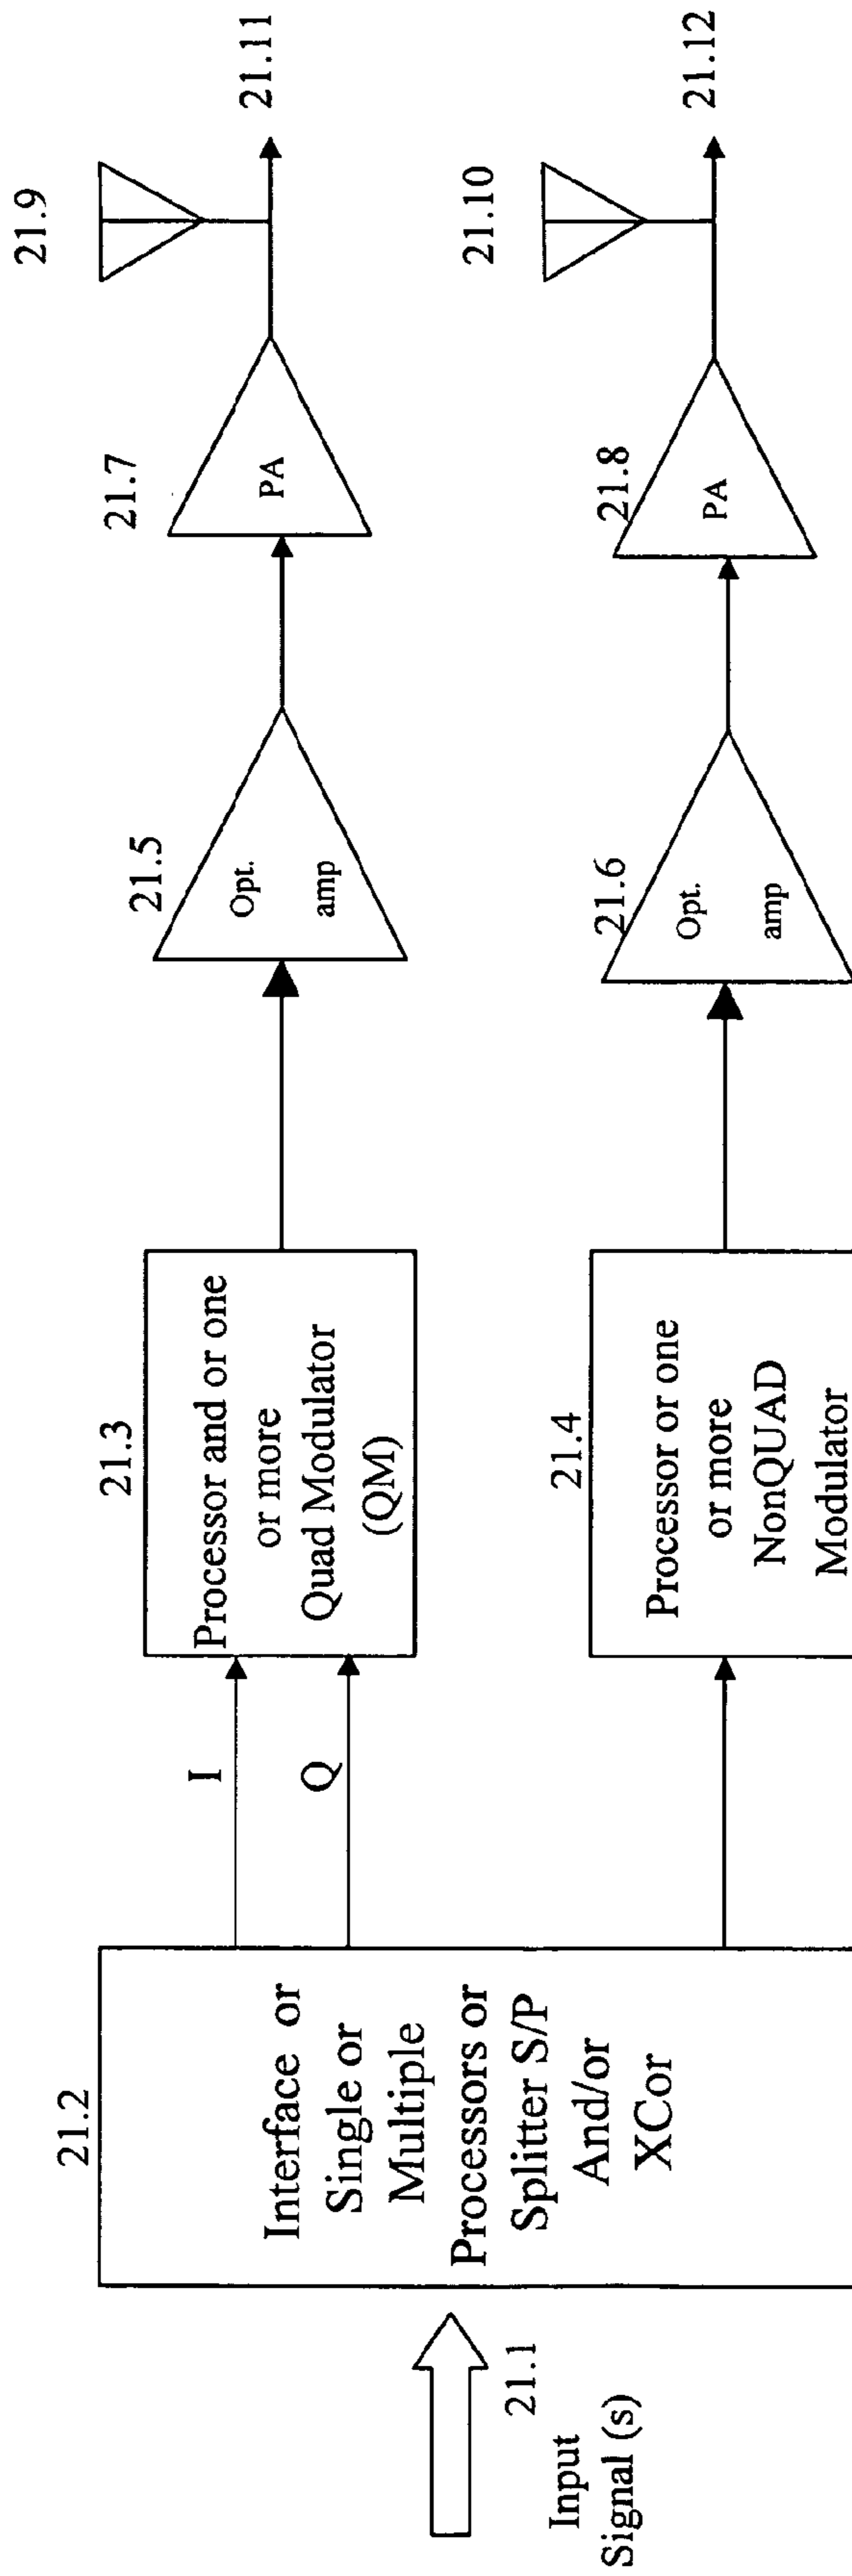 21.1
Input
Signal (s)
21.2
Interface or
Single or
Multiple
Processors or
Splitter S/P
And/or
XCor
I
Q
21.3
Processor and or one
or more
Quad Modulator
(QM)
21.5
Opt.
amp
21.7
PA
21.9
21.11
21.4
Processor or one
or more
NonQUAD
Modulator
21.6
Opt.
amp
21.8
PA
21.10
21.12